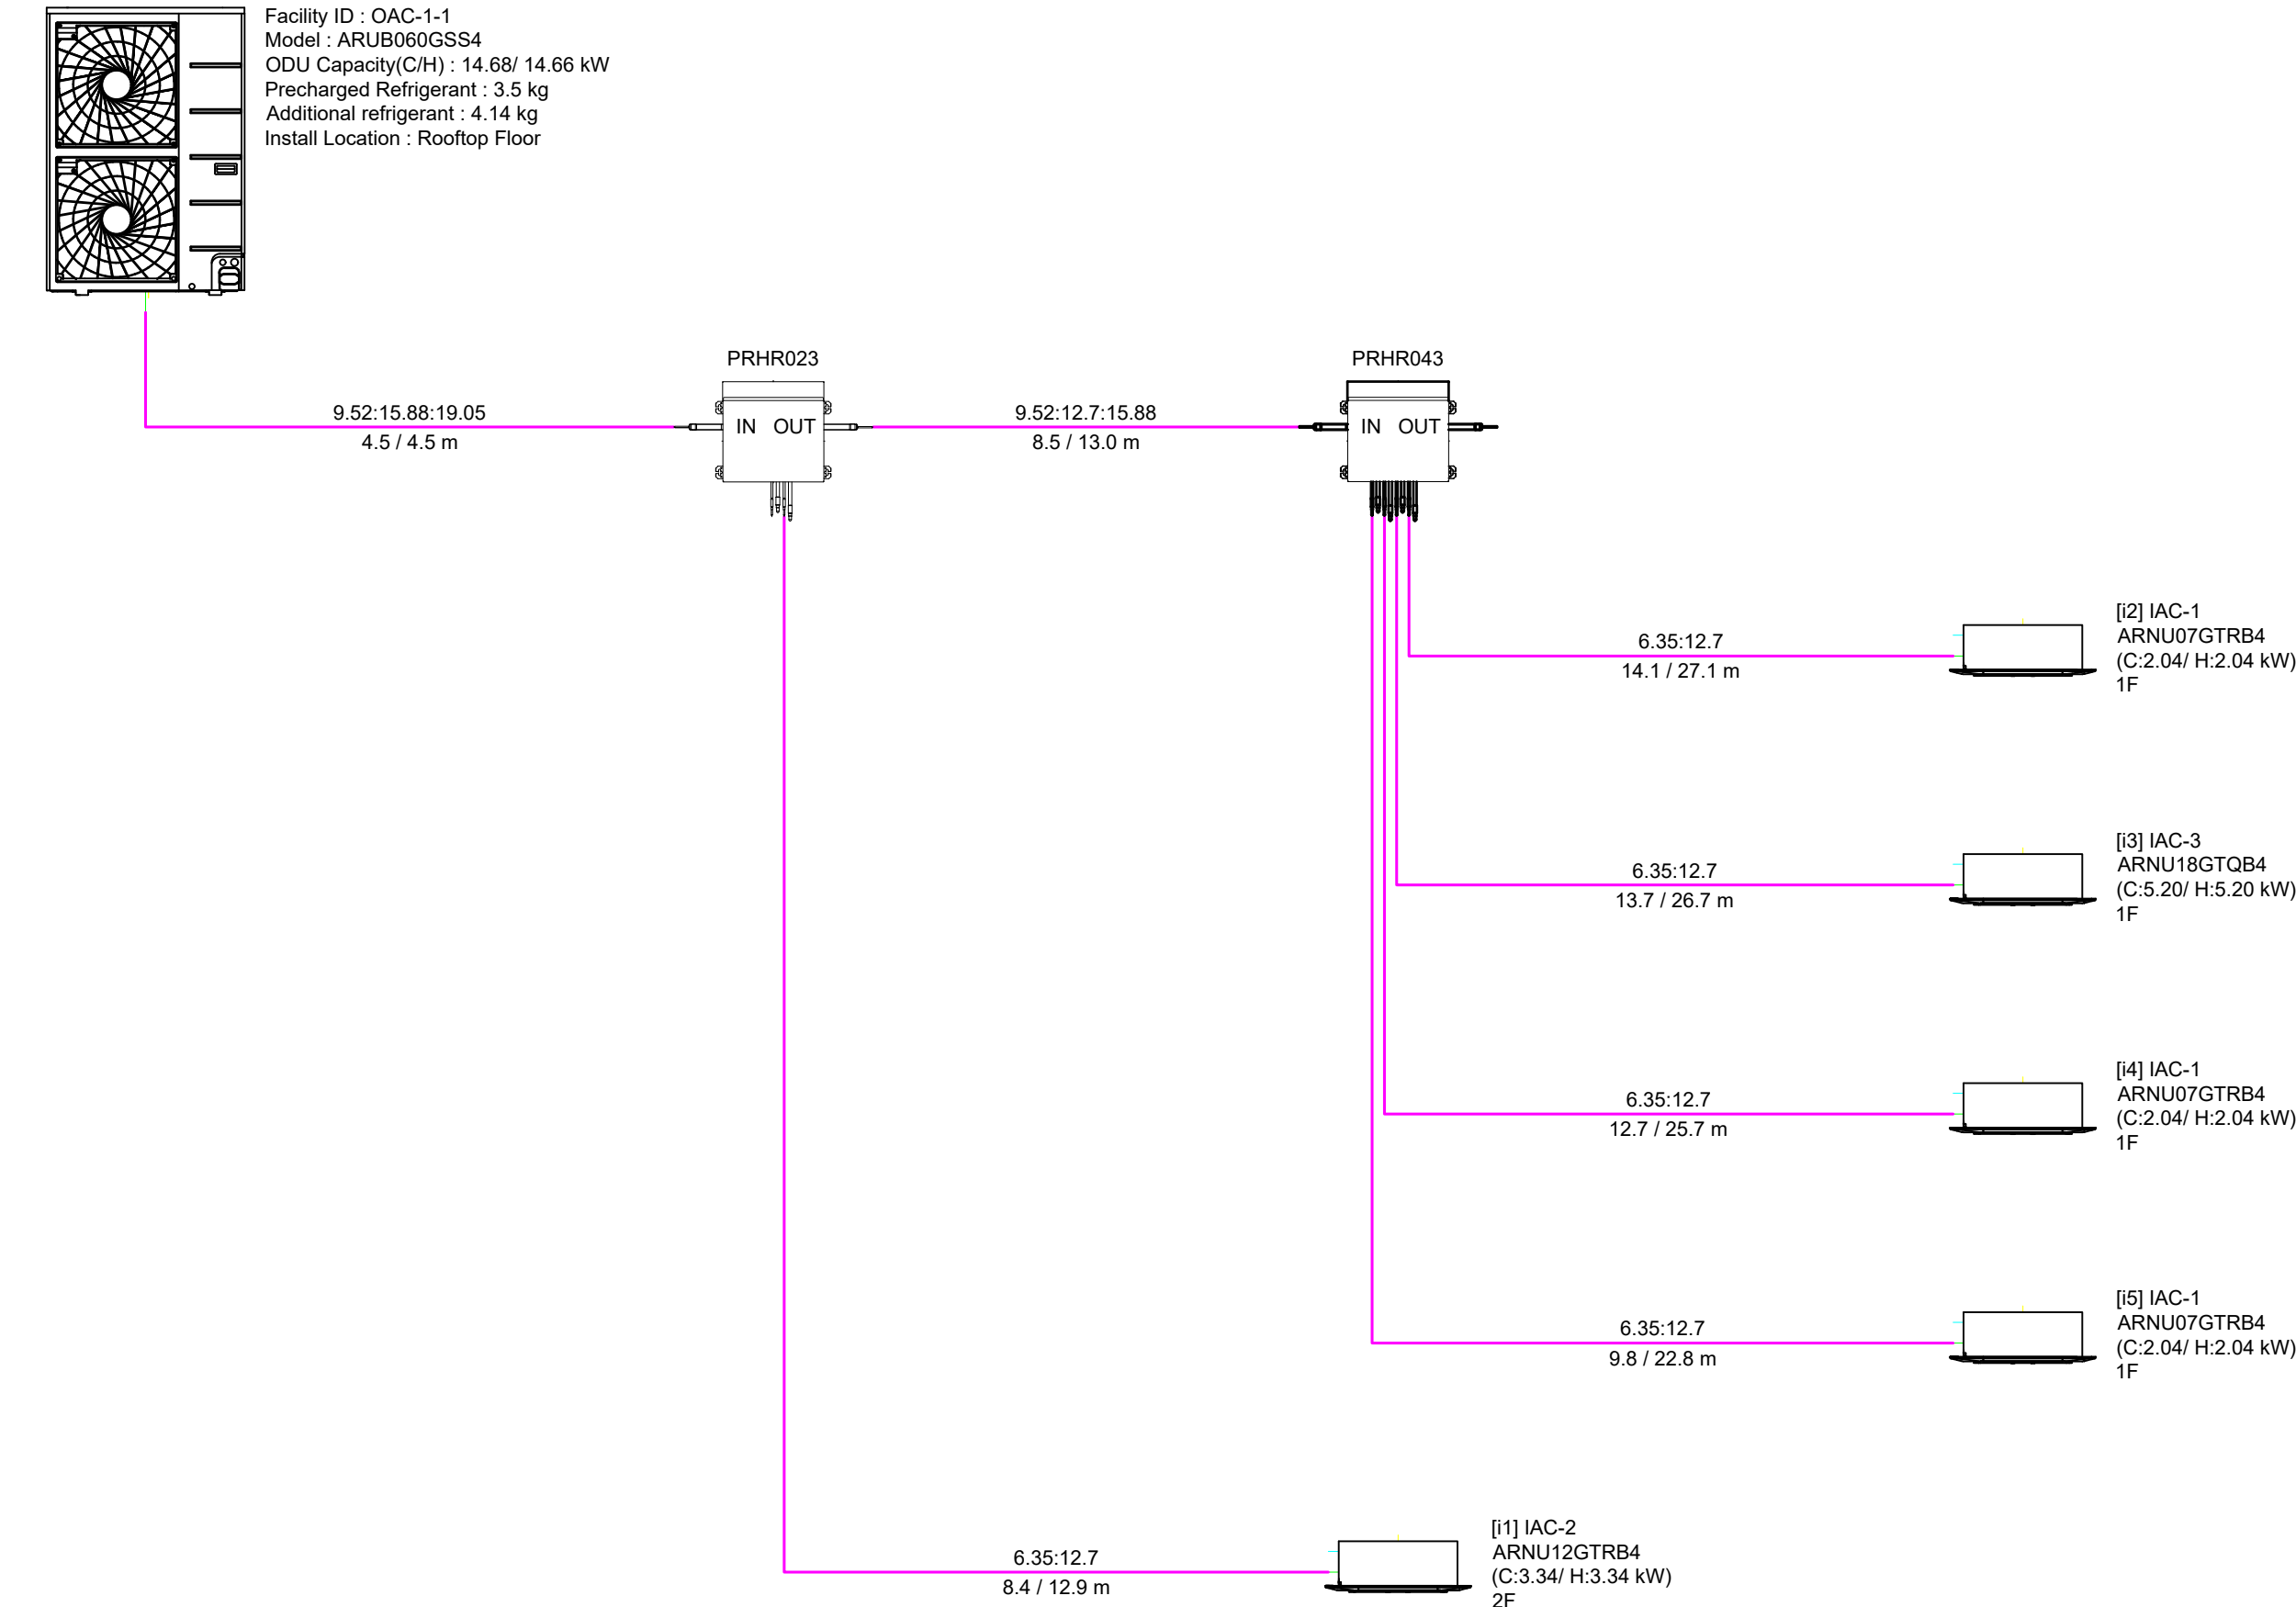 Facility ID : OAC-1-1
Model : ARUB060GSS4
ODU Capacity(C/H) : 14.68/ 14.66 kW
Precharged Refrigerant : 3.5 kg
Additional refrigerant : 4.14 kg
Install Location : Rooftop Floor
PRHR023
PRHR043
9.52:15.88:19.05
4.5 / 4.5 m
IN OUT
9.52:12.7:15.88
8.5 / 13.0 m
IN OUT
6.35:12.7
14.1 / 27.1 m
[i2] IAC-1
ARNU07GTRB4
(C:2.04/ H:2.04 kW)
1F
6.35:12.7
13.7 / 26.7 m
[i3] IAC-3
ARNU18GTQB4
(C:5.20/ H:5.20 kW)
1F
6.35:12.7
12.7 / 25.7 m
[i4] IAC-1
ARNU07GTRB4
(C:2.04/ H:2.04 kW)
1F
6.35:12.7
9.8 / 22.8 m
[i5] IAC-1
ARNU07GTRB4
(C:2.04/ H:2.04 kW)
1F
6.35:12.7
8.4 / 12.9 m
[i1] IAC-2
ARNU12GTRB4
(C:3.34/ H:3.34 kW)
2F